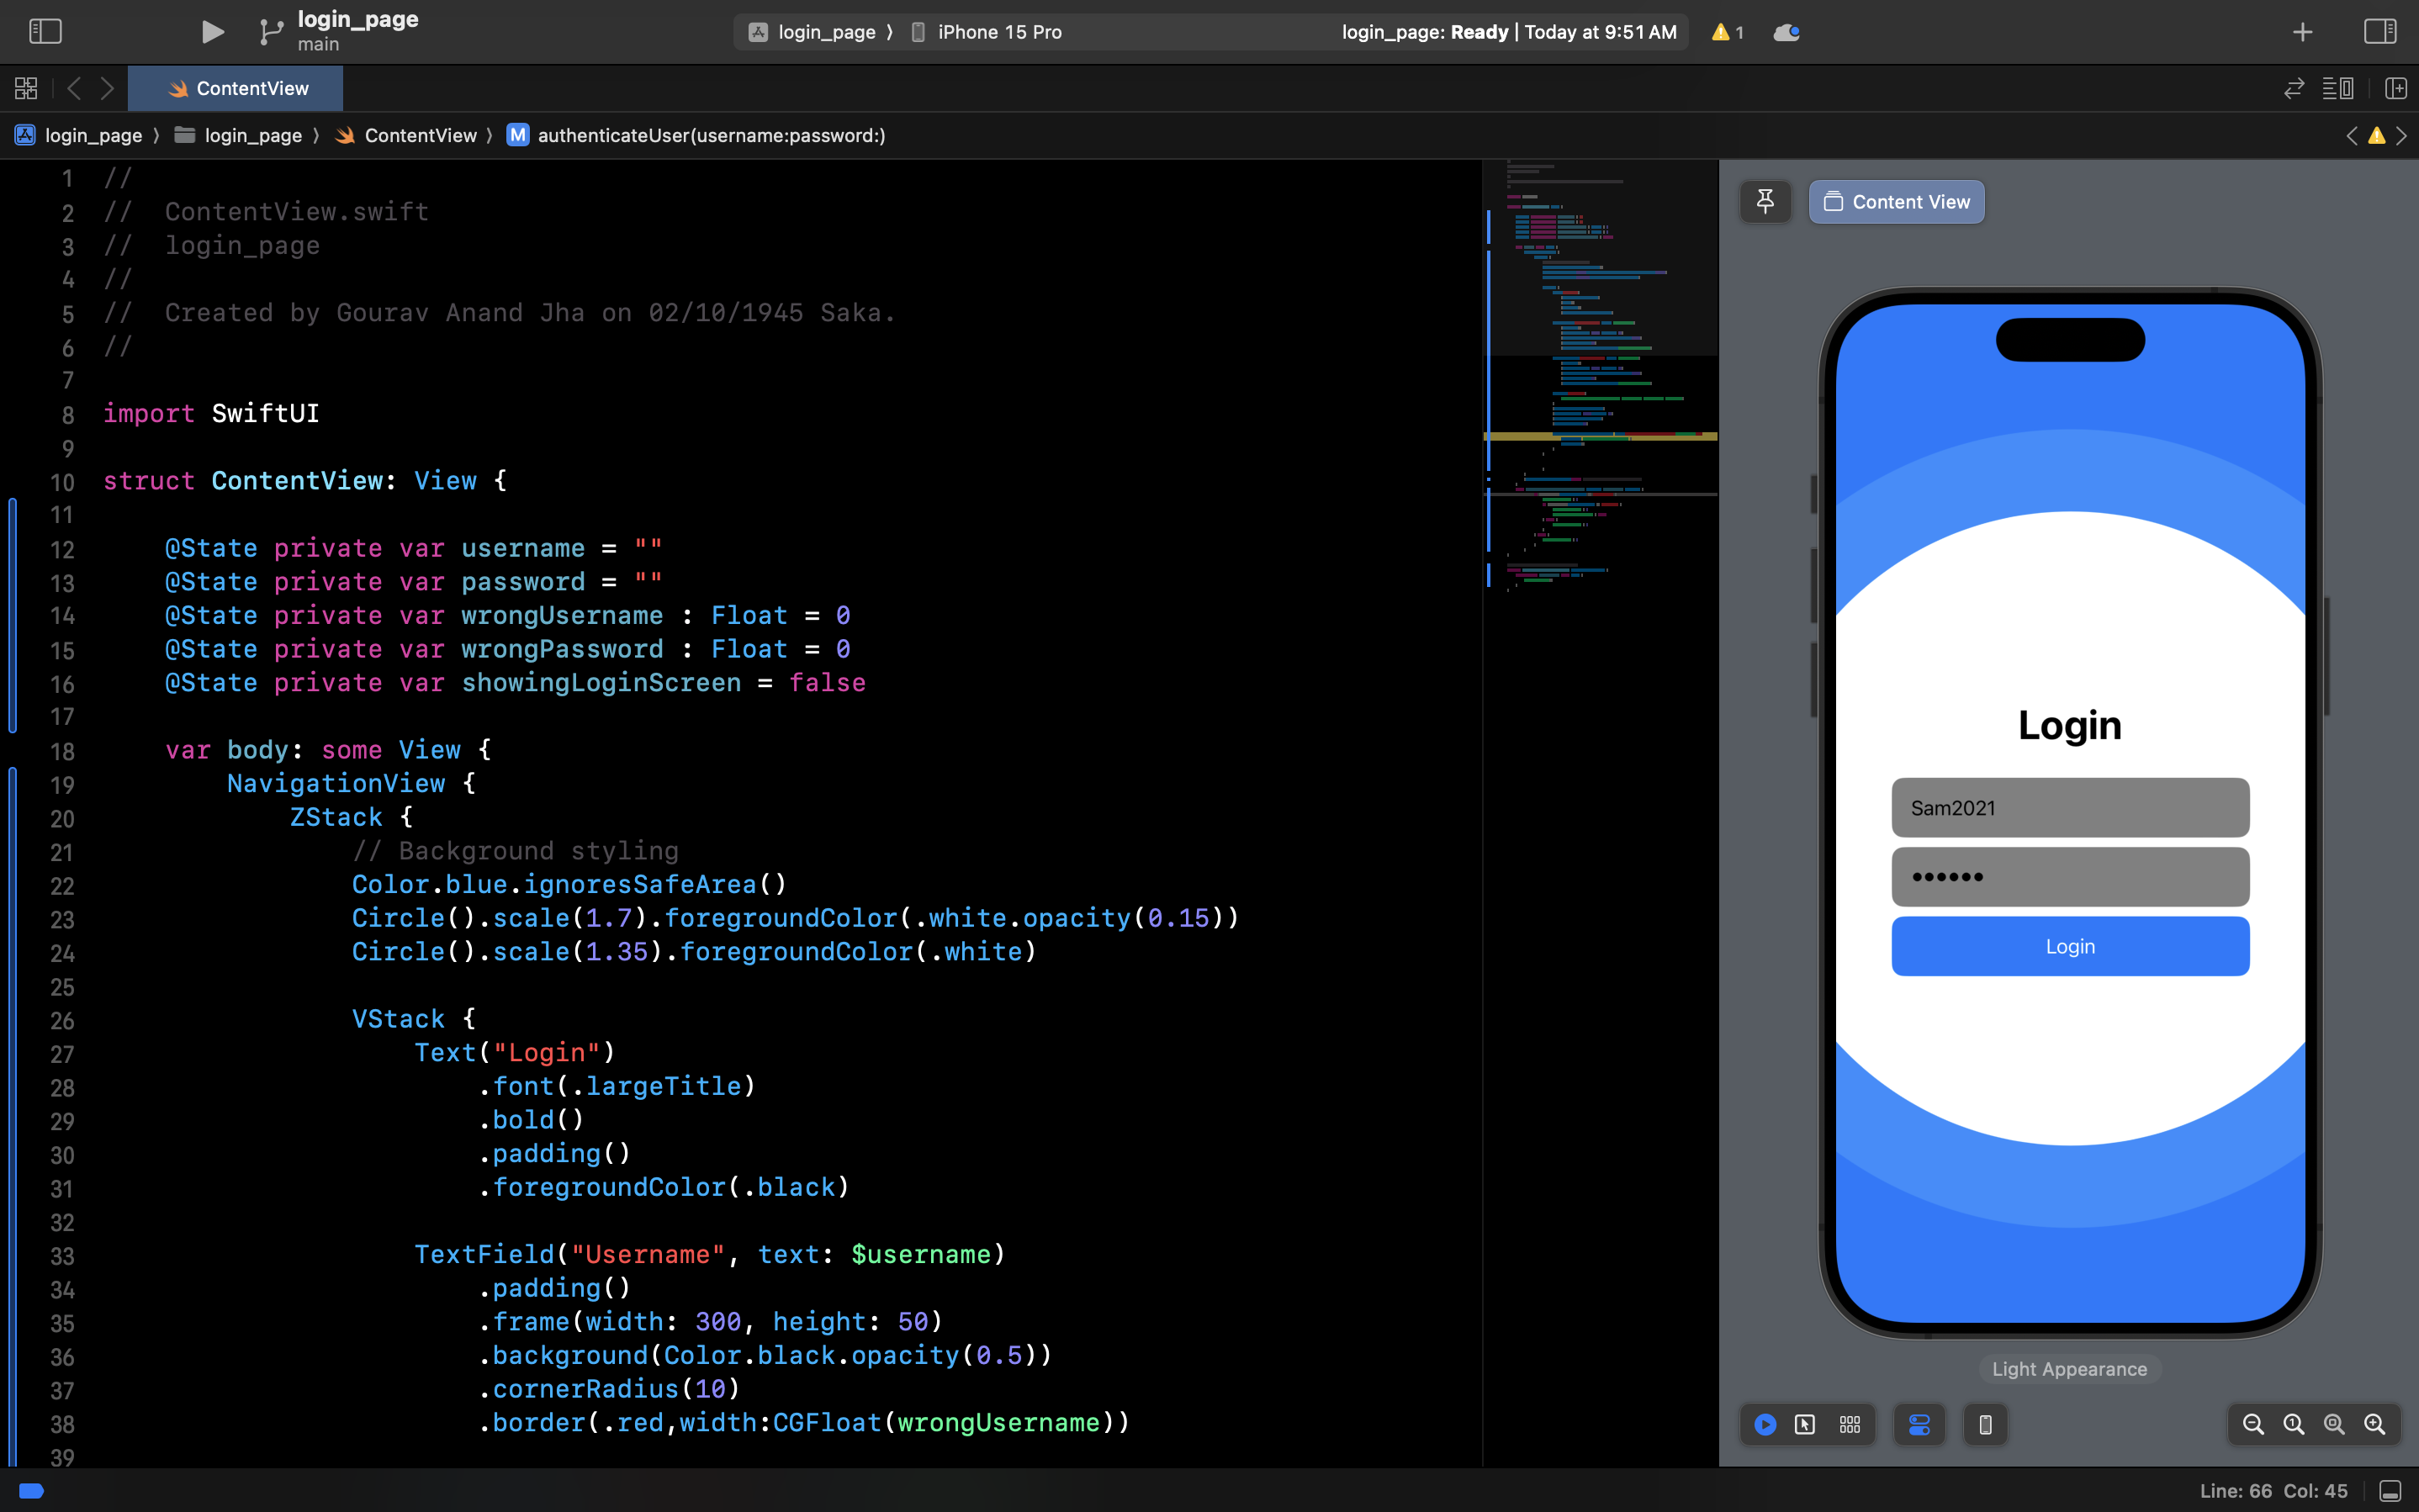 login_page
main
login_page 〉 iPhone 15 Pro
login_page: Ready | Today at 9:51 AM
1
ContentView
login_page 〉 login_page 〉 ContentView 〉 M authenticateUser(username:password:)
1 //
2 //  ContentView.swift
3 //  login_page
4 //
5 //  Created by Gourav Anand Jha on 02/10/1945 Saka.
6 //
7
8 import SwiftUI
9
10 struct ContentView: View {
11
12     @State private var username = ""
13     @State private var password = ""
14     @State private var wrongUsername : Float = 0
15     @State private var wrongPassword : Float = 0
16     @State private var showingLoginScreen = false
17
18     var body: some View {
19         NavigationView {
20             ZStack {
21                 // Background styling
22                 Color.blue.ignoresSafeArea()
23                 Circle().scale(1.7).foregroundColor(.white.opacity(0.15))
24                 Circle().scale(1.35).foregroundColor(.white)
25
26                 VStack {
27                     Text("Login")
28                         .font(.largeTitle)
29                         .bold()
30                         .padding()
31                         .foregroundColor(.black)
32
33                     TextField("Username", text: $username)
34                         .padding()
35                         .frame(width: 300, height: 50)
36                         .background(Color.black.opacity(0.5))
37                         .cornerRadius(10)
38                         .border(.red,width:CGFloat(wrongUsername))
39
Content View
Login
Sam2021
••••••
Login
Light Appearance
Line: 66  Col: 45